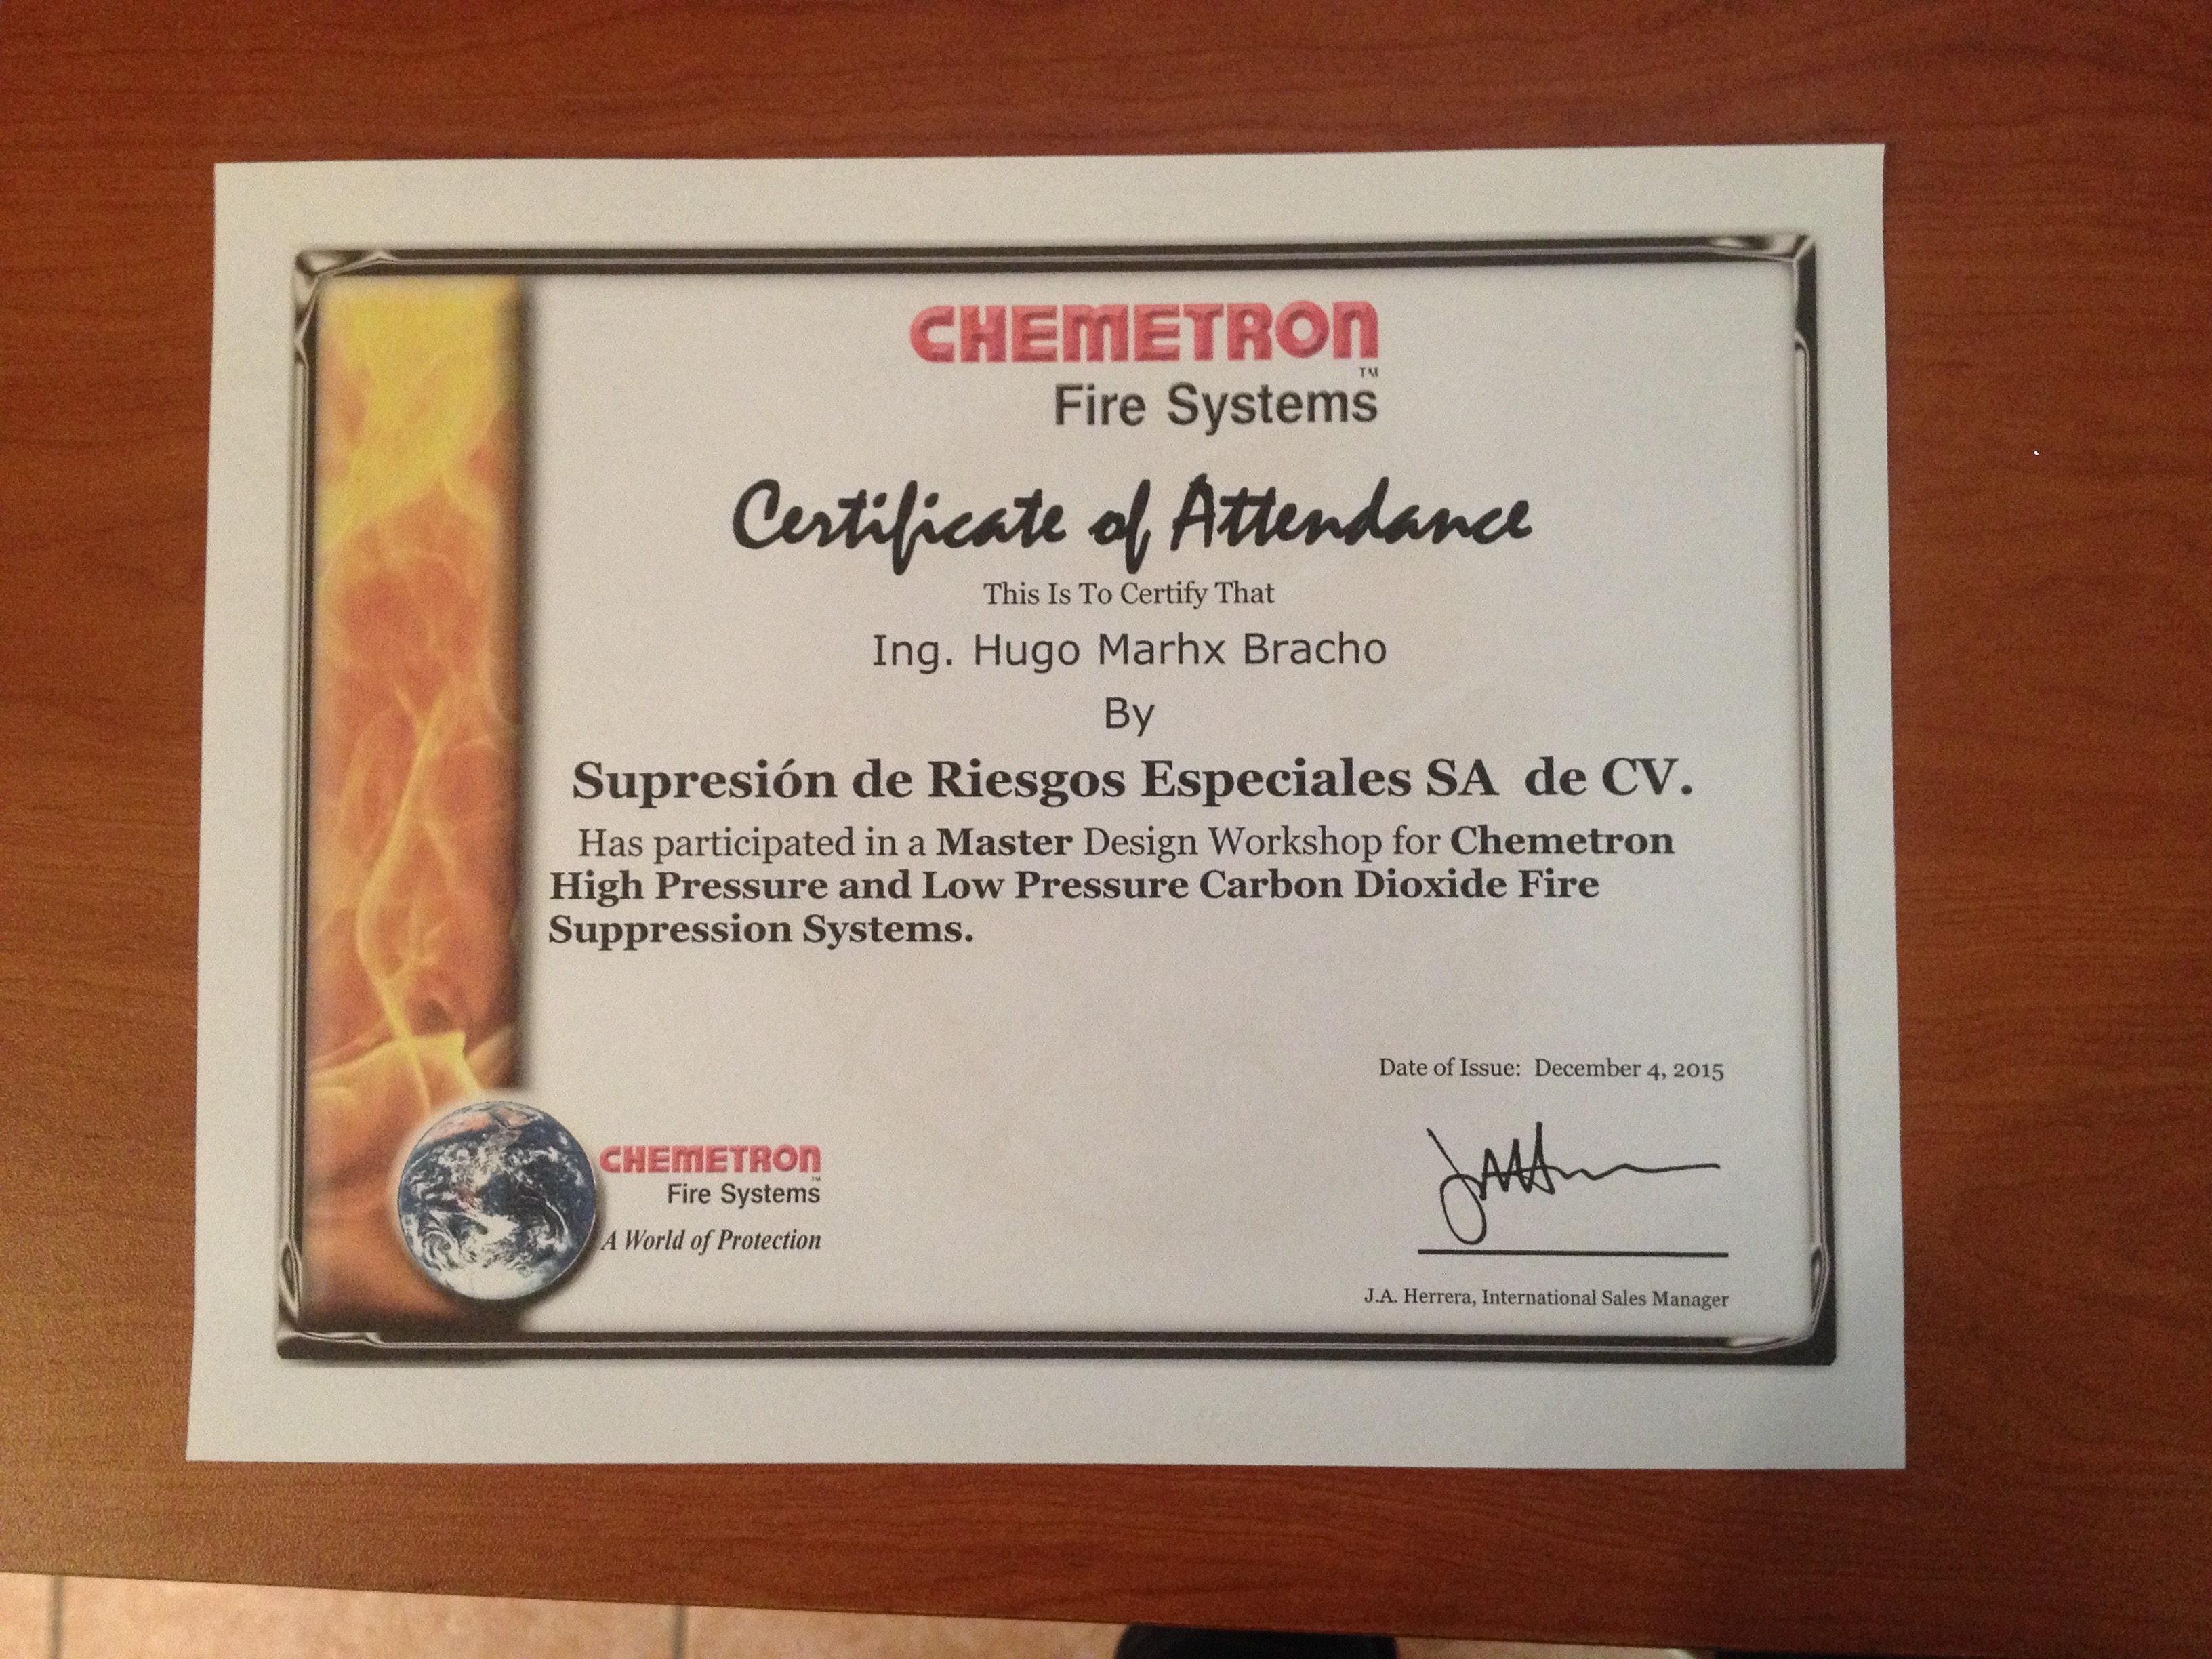 CHEMETRON
TM
Fire Systems
Certificate of Attendance
This Is To Certify That
Ing. Hugo Marhx Bracho
By
Supresión de Riesgos Especiales SA de CV.
Has participated in a Master Design Workshop for Chemetron
High Pressure and Low Pressure Carbon Dioxide Fire
Suppression Systems.
Date of Issue: December 4, 2015
CHEMETRON
TM
Fire Systems
A World of Protection
J.A. Herrera, International Sales Manager